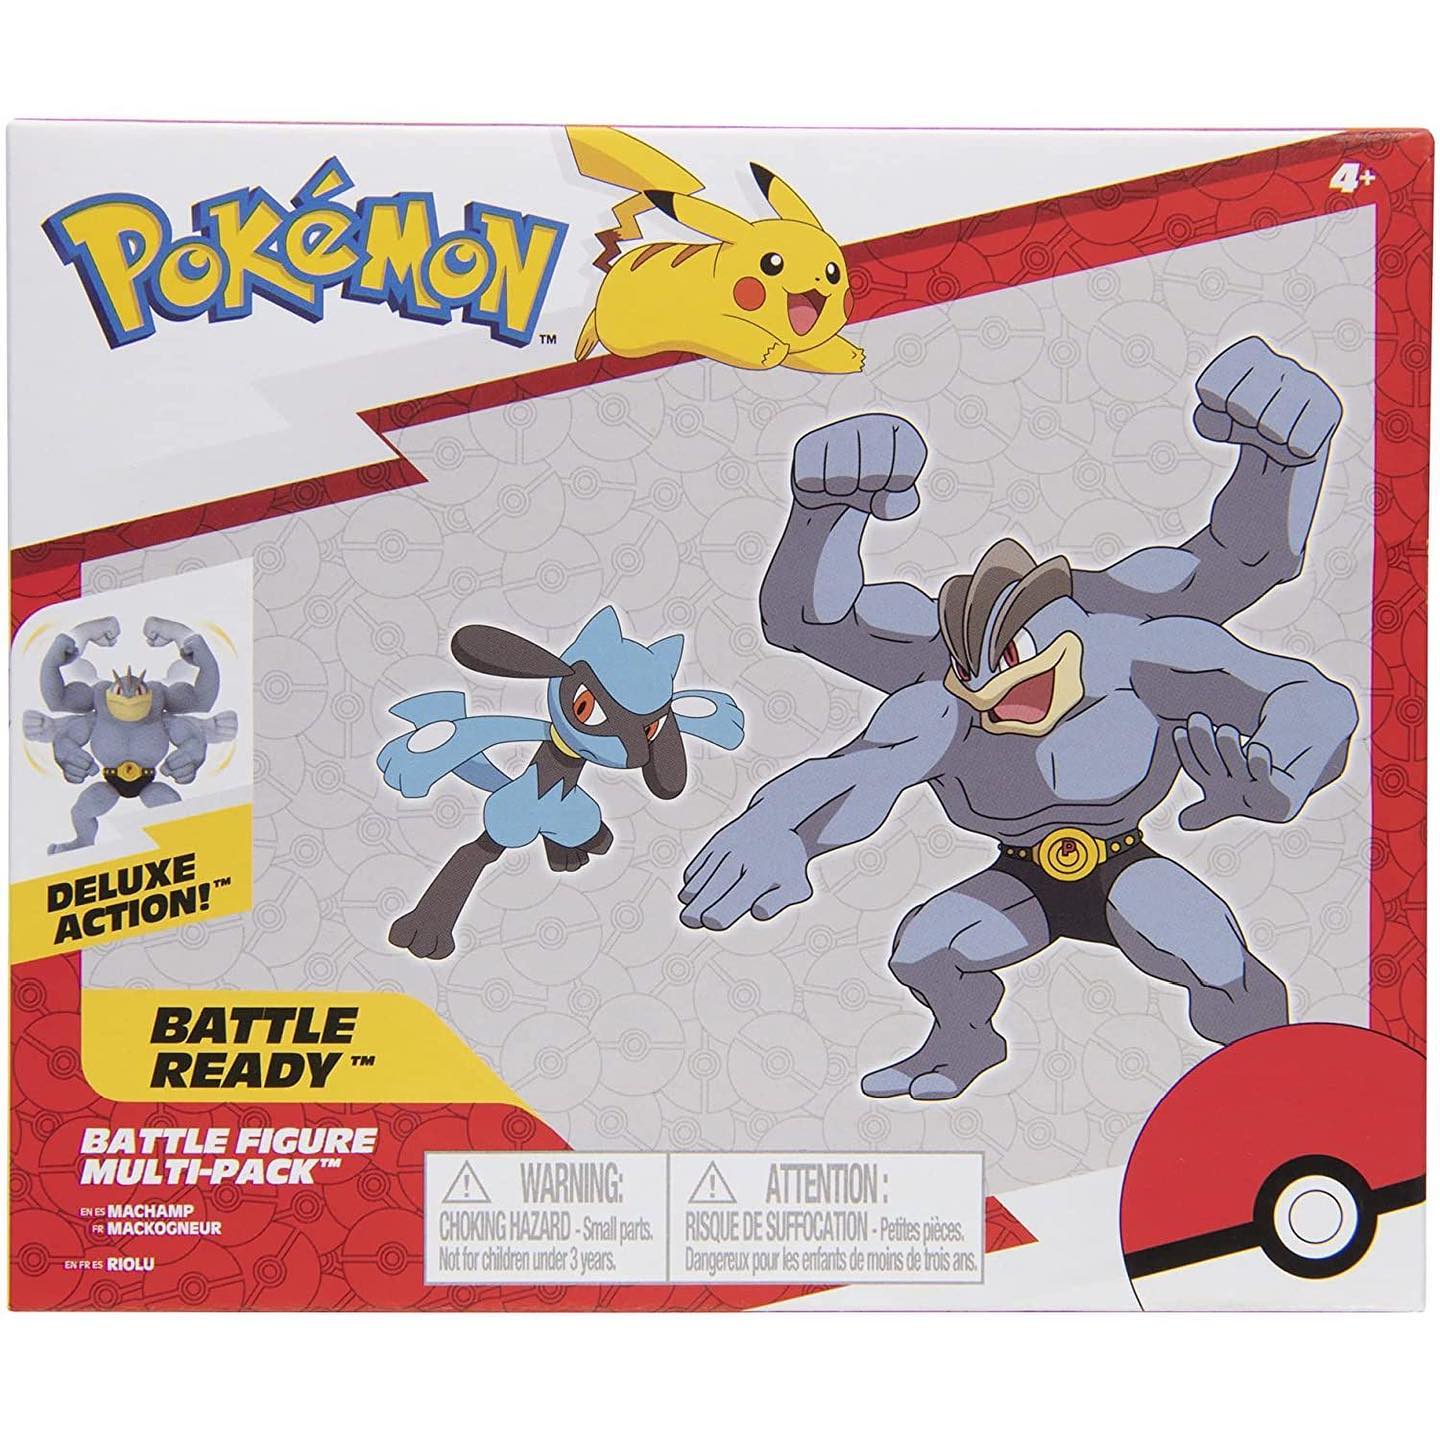 POKéMON™
4+
DELUXE
ACTION!™
BATTLE
READY™
BATTLE FIGURE
MULTI-PACK™
EN ES MACHAMP
FR MACKOGNEUR
EN FR ES RIOLU
WARNING:
CHOKING HAZARD - Small parts.
Not for children under 3 years.
ATTENTION :
RISQUE DE SUFFOCATION - Petites pièces.
Dangereux pour les enfants de moins de trois ans.
P